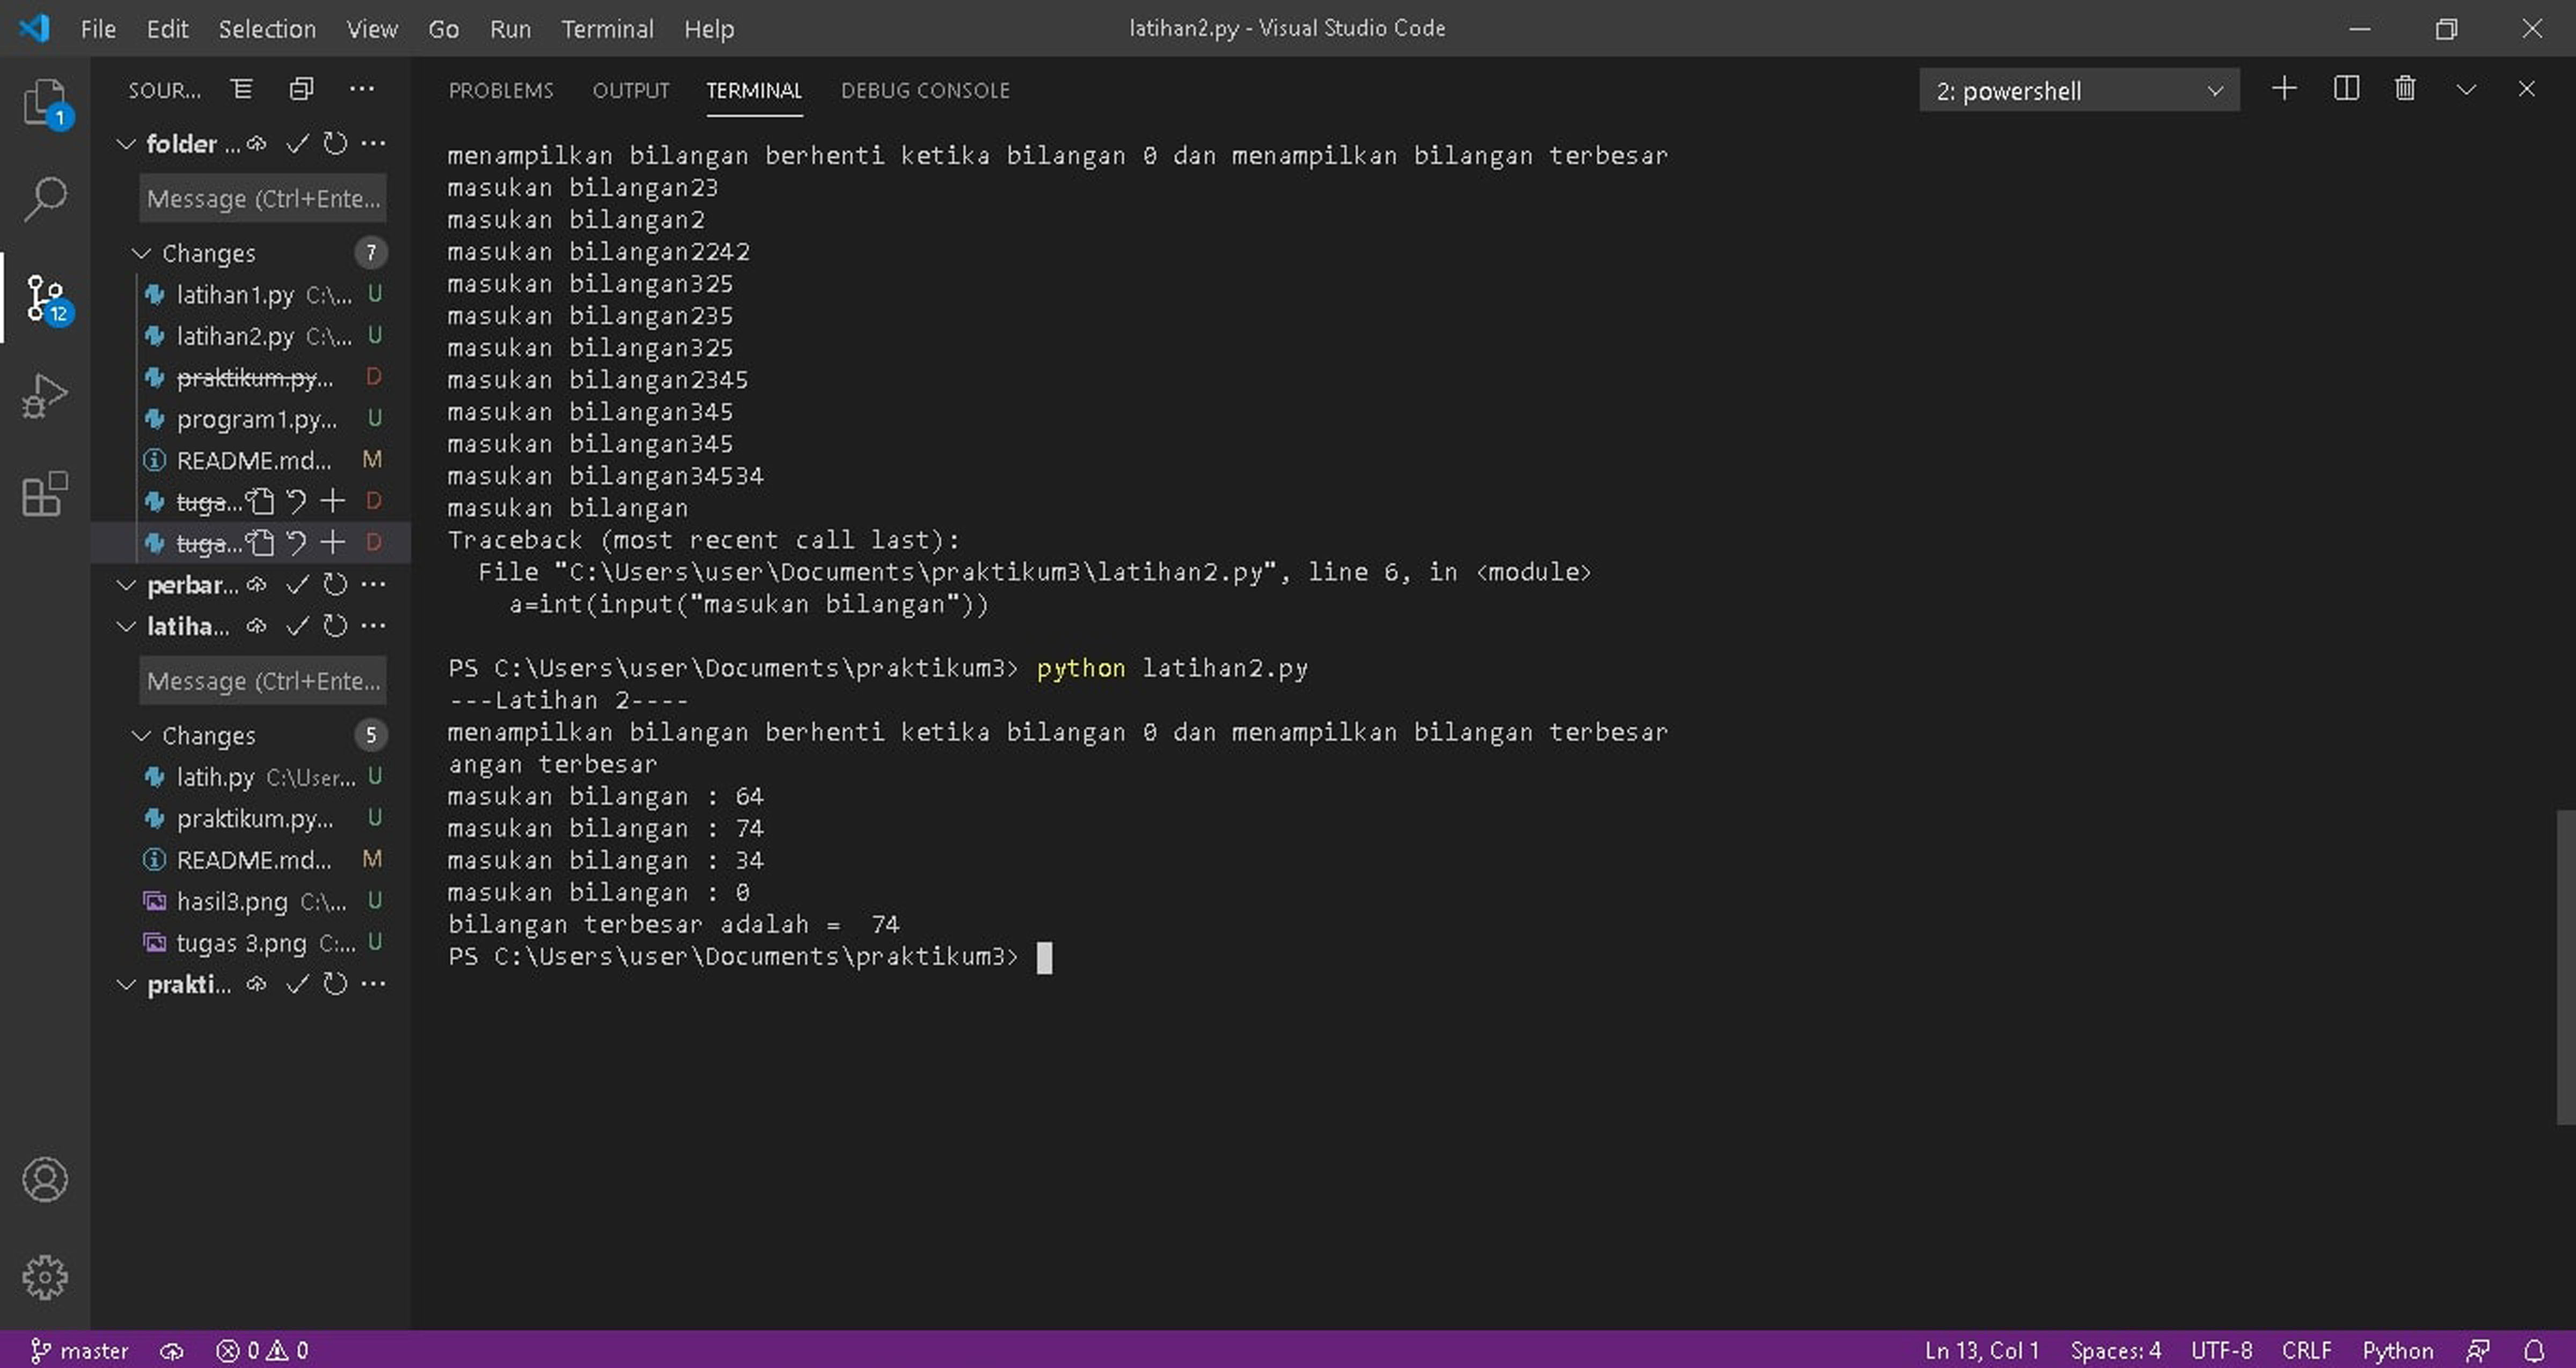 File Edit Selection View Go Run Terminal Help
latihan2.py - Visual Studio Code
1
12
SOUR...
folder ...
Message (Ctrl+Ente...
Changes 7
latihan1.py C:\... U
latihan2.py C:\... U
praktikum.py... D
program1.py... U
README.md... M
tuga... D
tuga... D
perbar...
latiha...
Message (Ctrl+Ente...
Changes 5
latih.py C:\User... U
praktikum.py... U
README.md... M
hasil3.png C:\... U
tugas 3.png C:... U
prakti...
PROBLEMS OUTPUT TERMINAL DEBUG CONSOLE
2: powershell
menampilkan bilangan berhenti ketika bilangan 0 dan menampilkan bilangan terbesar
masukan bilangan23
masukan bilangan2
masukan bilangan2242
masukan bilangan325
masukan bilangan235
masukan bilangan325
masukan bilangan2345
masukan bilangan345
masukan bilangan345
masukan bilangan34534
masukan bilangan
Traceback (most recent call last):
  File "C:\Users\user\Documents\praktikum3\latihan2.py", line 6, in <module>
    a=int(input("masukan bilangan"))
PS C:\Users\user\Documents\praktikum3> python latihan2.py
---Latihan 2----
menampilkan bilangan berhenti ketika bilangan 0 dan menampilkan bilangan terbesar
angan terbesar
masukan bilangan : 64
masukan bilangan : 74
masukan bilangan : 34
masukan bilangan : 0
bilangan terbesar adalah =  74
PS C:\Users\user\Documents\praktikum3>
master 0 0
Ln 13, Col 1 Spaces: 4 UTF-8 CRLF Python